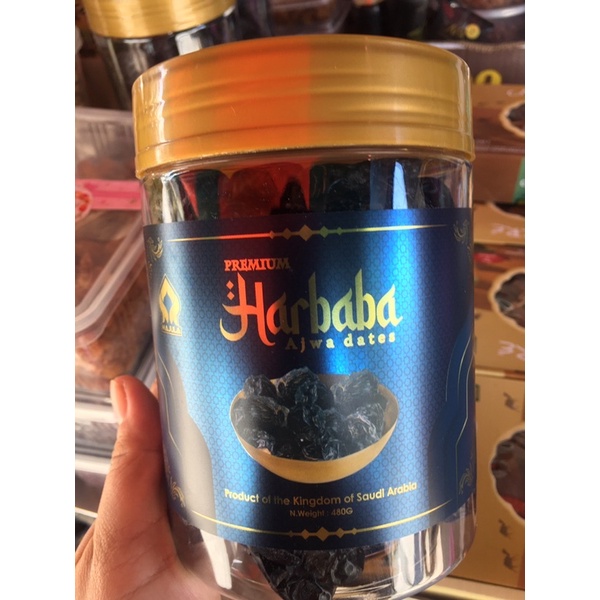 PREMIUM
Harbaba
Ajwa dates
Product of the Kingdom of Saudi Arabia
N.Weight : 480G